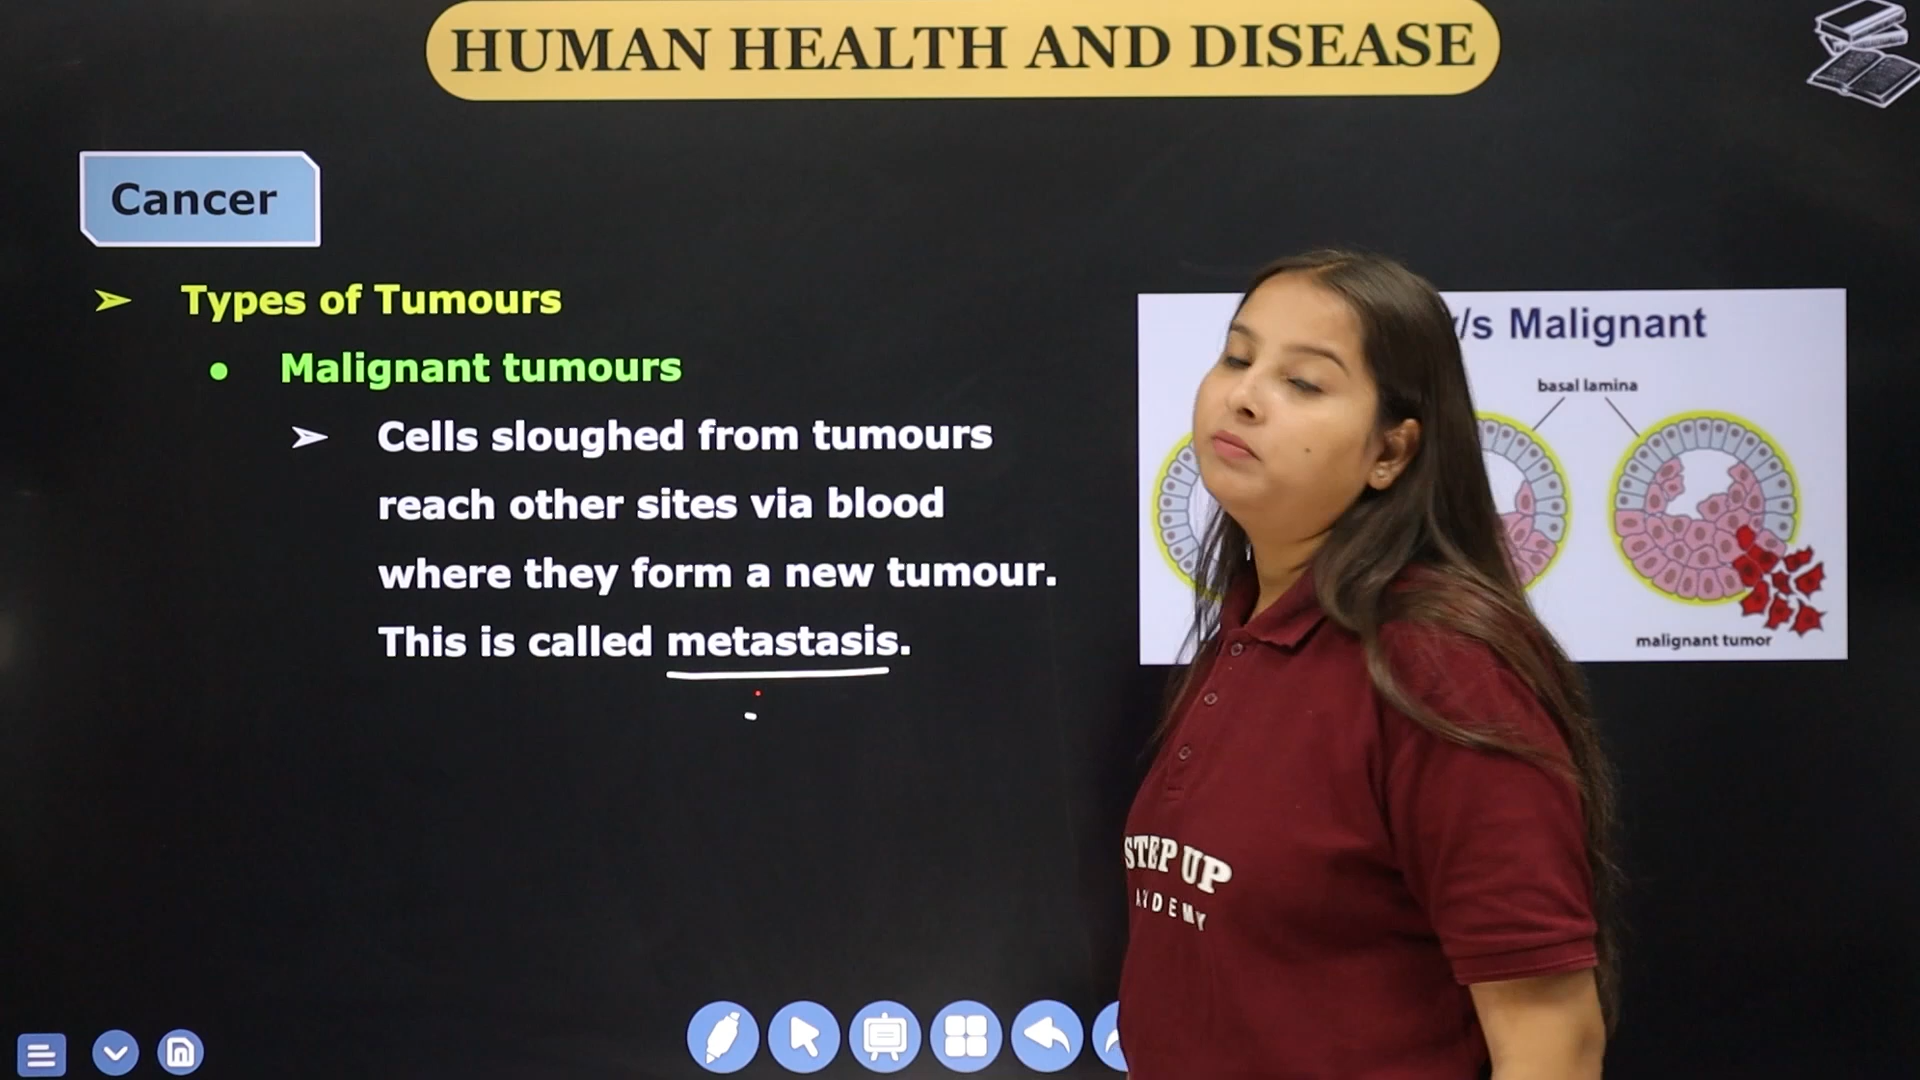 HUMAN HEALTH AND DISEASE
Cancer
➢ Types of Tumours
• Malignant tumours
➢ Cells sloughed from tumours
reach other sites via blood
where they form a new tumour.
This is called metastasis.
v/s Malignant
basal lamina
malignant tumor
STEP UP